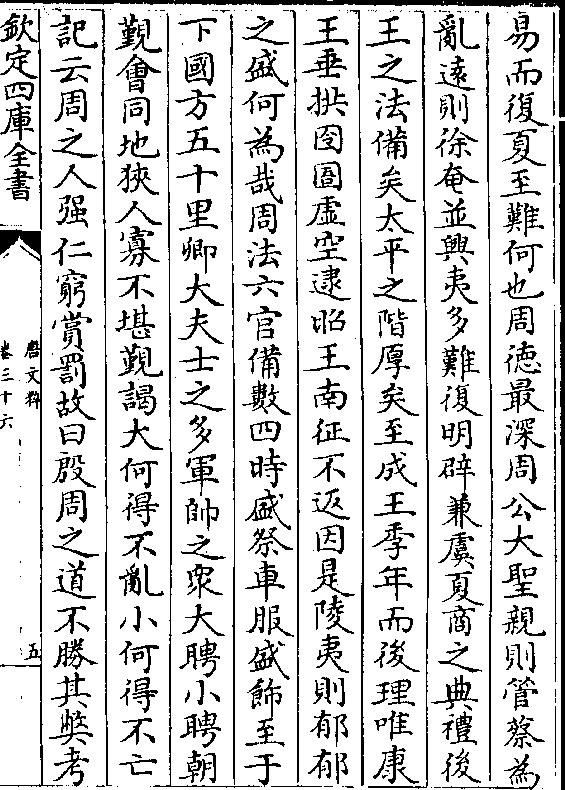 易而復夏至難何也周徳最深周公大聖親則管蔡為
亂遠則徐奄並興夷多難復明辟兼虞夏商之典禮後
王之法備矣太平之階厚矣至成王季年而後理唯康
王垂拱囹圄虛空逮昭王南征不返因是陵夷則郁郁
之盛何為哉周法六官備數四時盛祭車服盛飾至于
下國方五十里卿大夫士之多軍帥之衆大聘小聘朝
覲㑹同地狹人寡不堪覲謁大何得不亂小何得不亡
記云周之人强仁窮賞罰故曰殷周之道不勝其獘考
欽定四庫全書
唐文粹
卷三十六
五